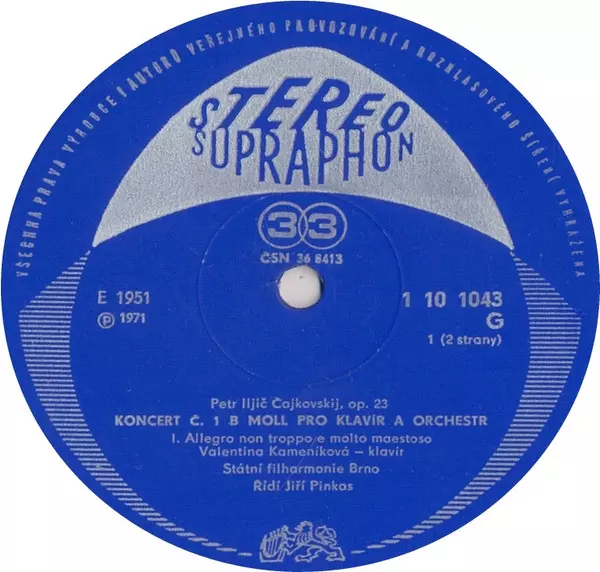 VŠECHNA PRÁVA VÝROBCE I AUTORŮ VEŘEJNÉHO PROVOZOVÁNÍ A ROZHLASOVÉHO ŠÍŘENÍ VYHRAŽENA
STEREO
SUPRAPHON
33
ČSN 36 8413
E 1951
℗ 1971
1 10 1043
G
1 (2 strany)
Petr Iljič Čajkovskij, op. 23
KONCERT Č. 1 B MOLL PRO KLAVÍR A ORCHESTR
I. Allegro non troppo e molto maestoso
Valentina Kameníková – klavír
Státní filharmonie Brno
Řídí Jiří Pinkas